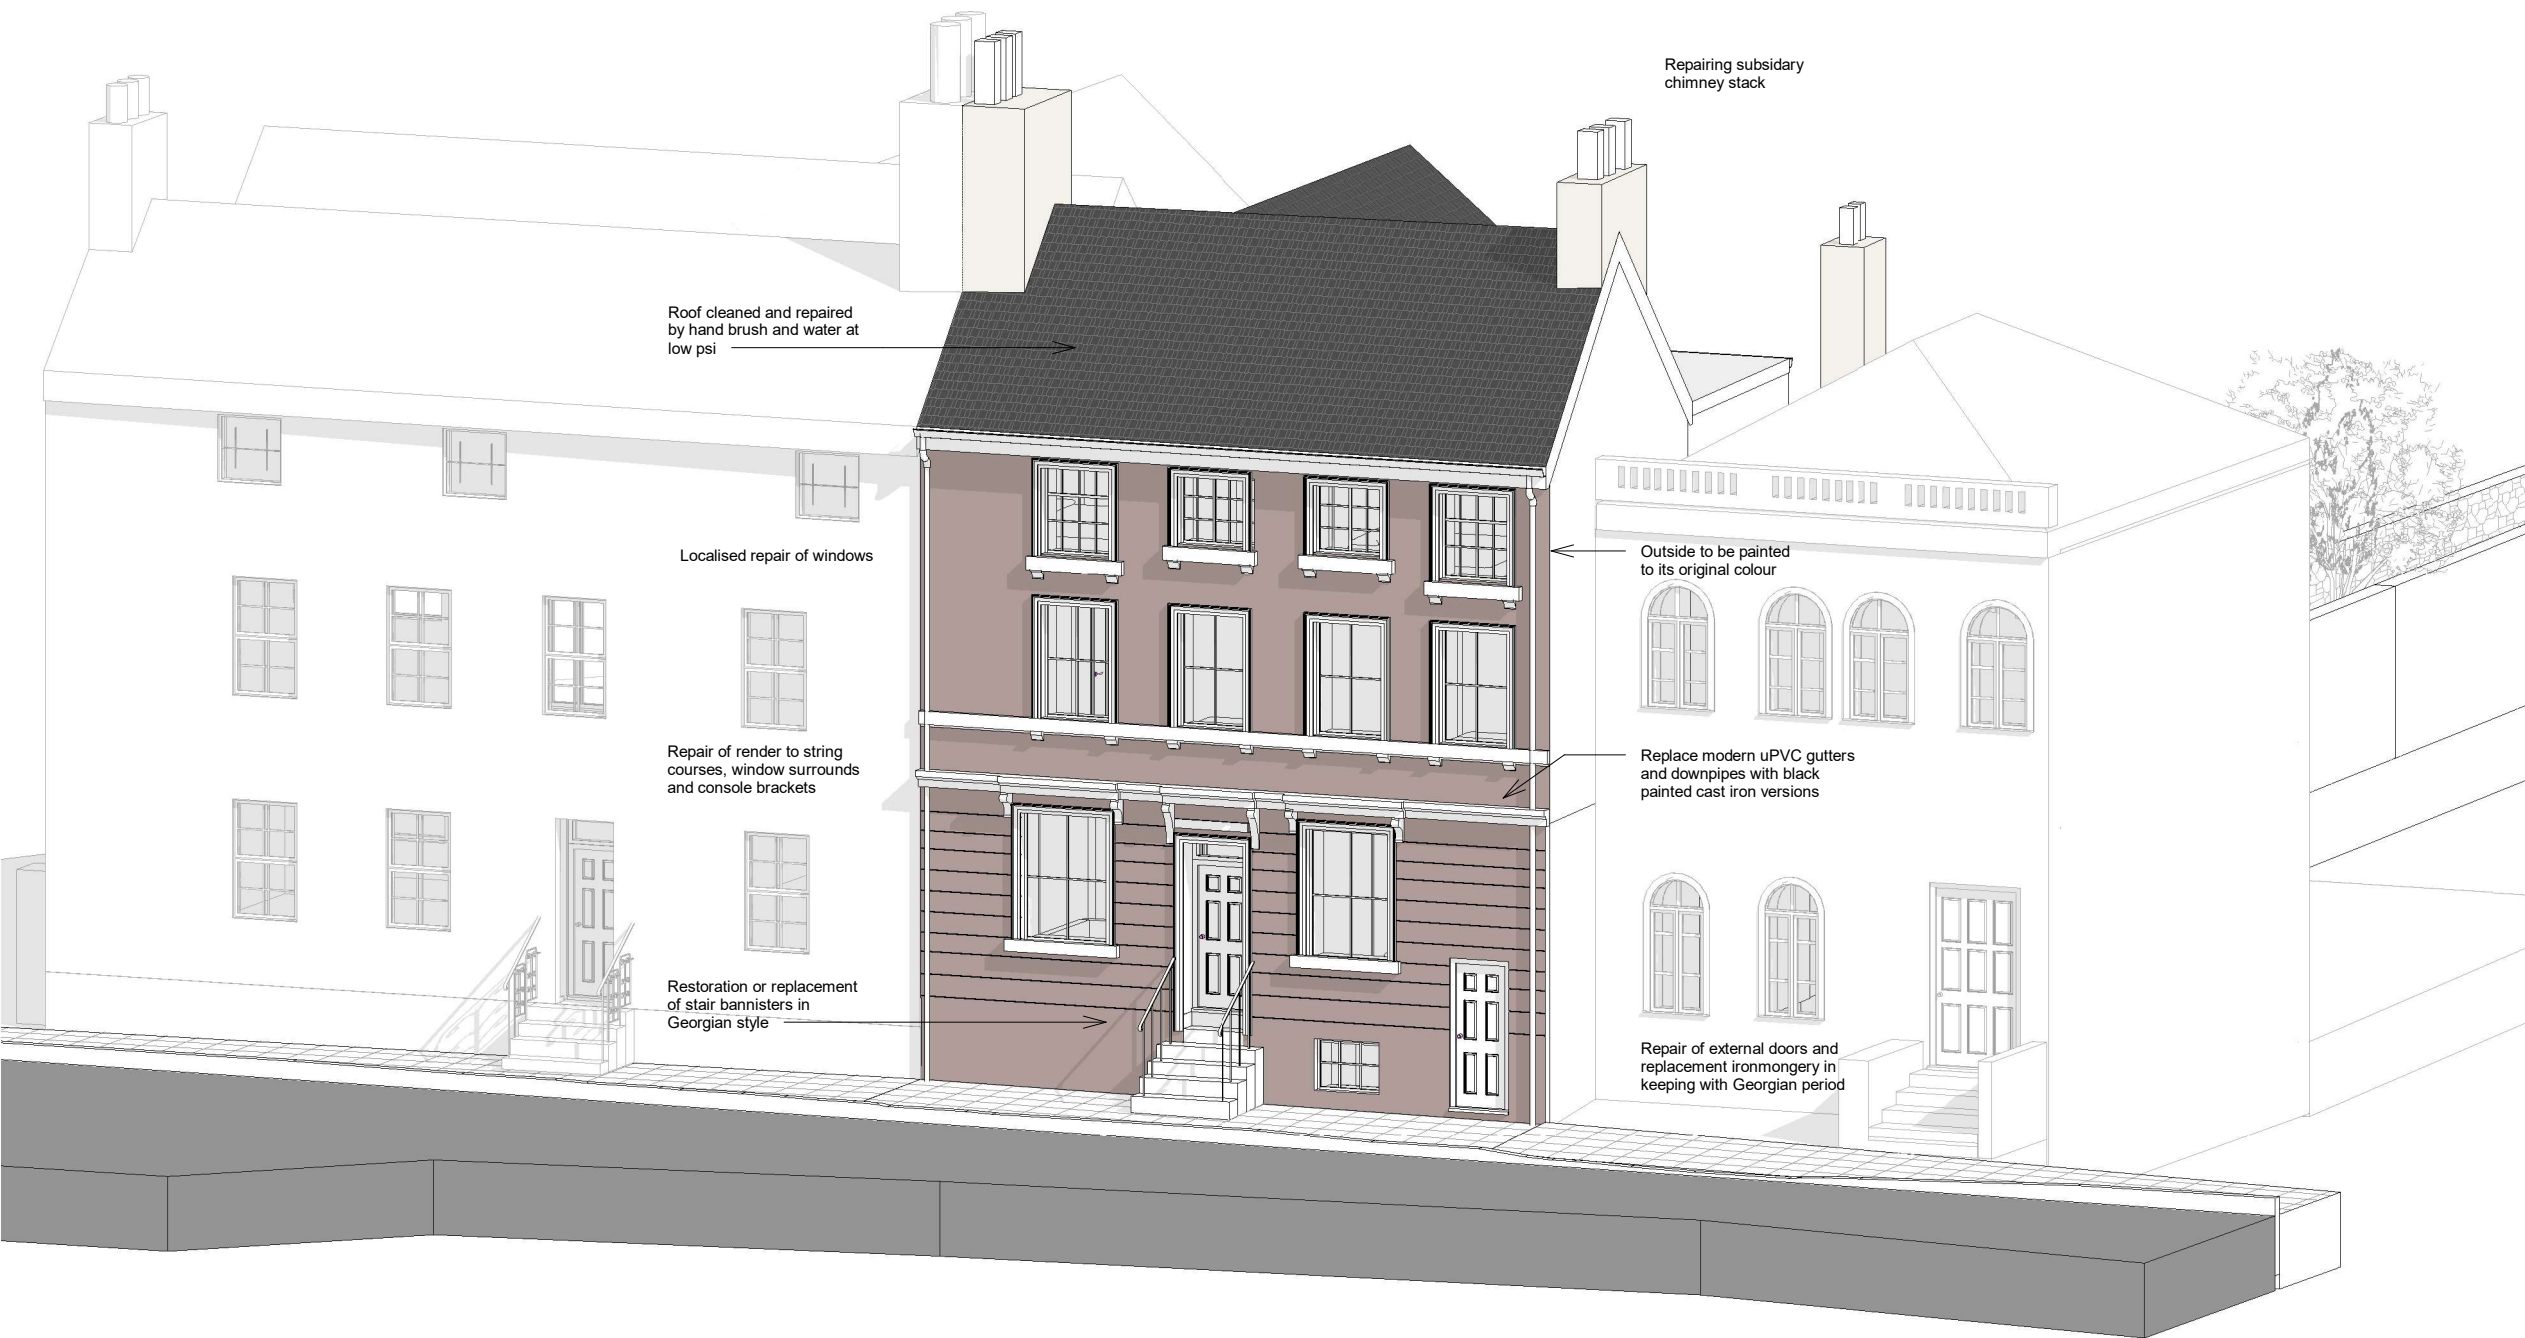 Repairing subsidary
chimney stack
Roof cleaned and repaired
by hand brush and water at
low psi
Localised repair of windows
Outside to be painted
to its original colour
Repair of render to string
courses, window surrounds
and console brackets
Replace modern uPVC gutters
and downpipes with black
painted cast iron versions
Restoration or replacement
of stair bannisters in
Georgian style
Repair of external doors and
replacement ironmongery in
keeping with Georgian period